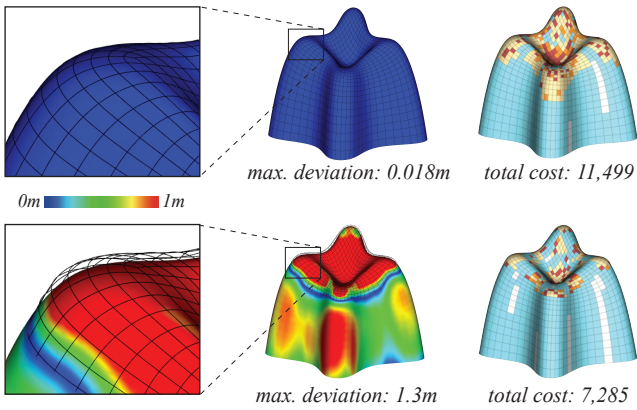 max. deviation: 0.018m
total cost: 11,499
0m 1m
max. deviation: 1.3m
total cost: 7,285